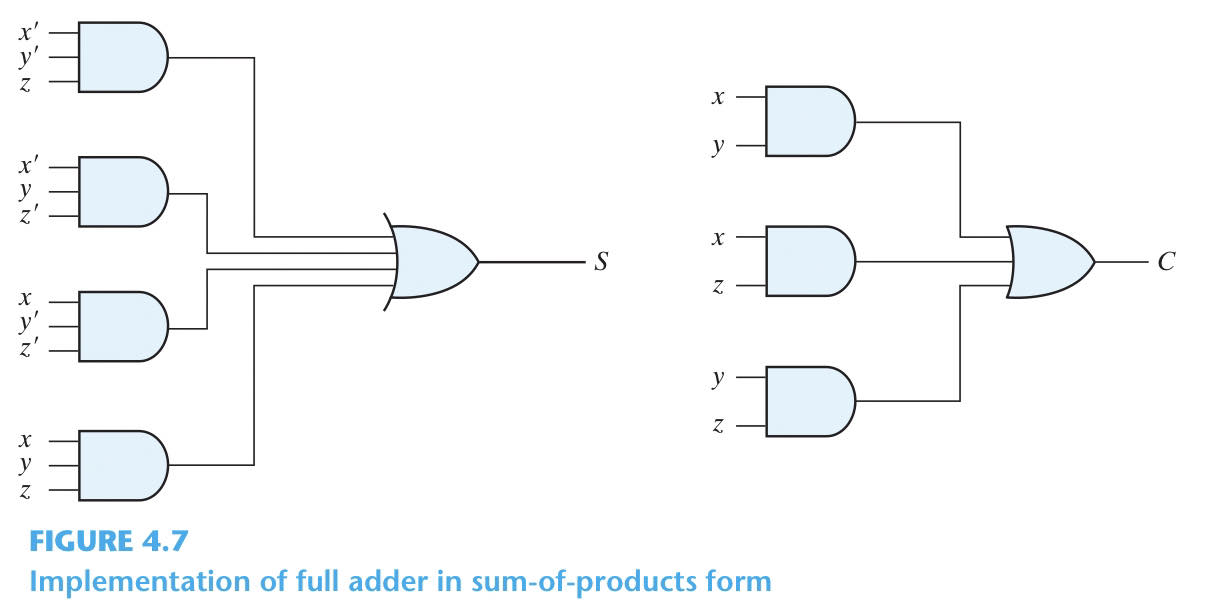 x′
y′
z
x′
y
z′
x
y′
z′
x
y
z
S
x
y
x
z
y
z
C
FIGURE 4.7
Implementation of full adder in sum-of-products form